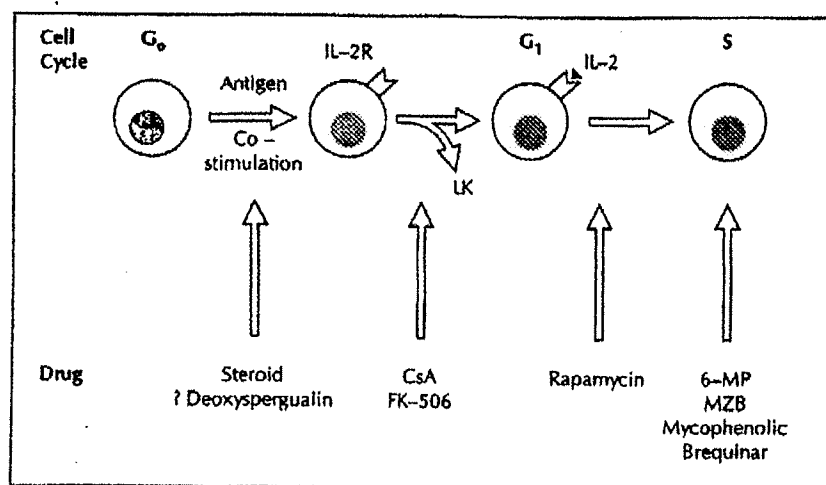 Cell Cycle
G₀
IL-2R
G₁
IL-2
S
Antigen
Co-
stimulation
LK
Drug
Steroid
? Deoxyspergualin
CsA
FK-506
Rapamycin
6-MP
MZB
Mycophenolic
Brequinar